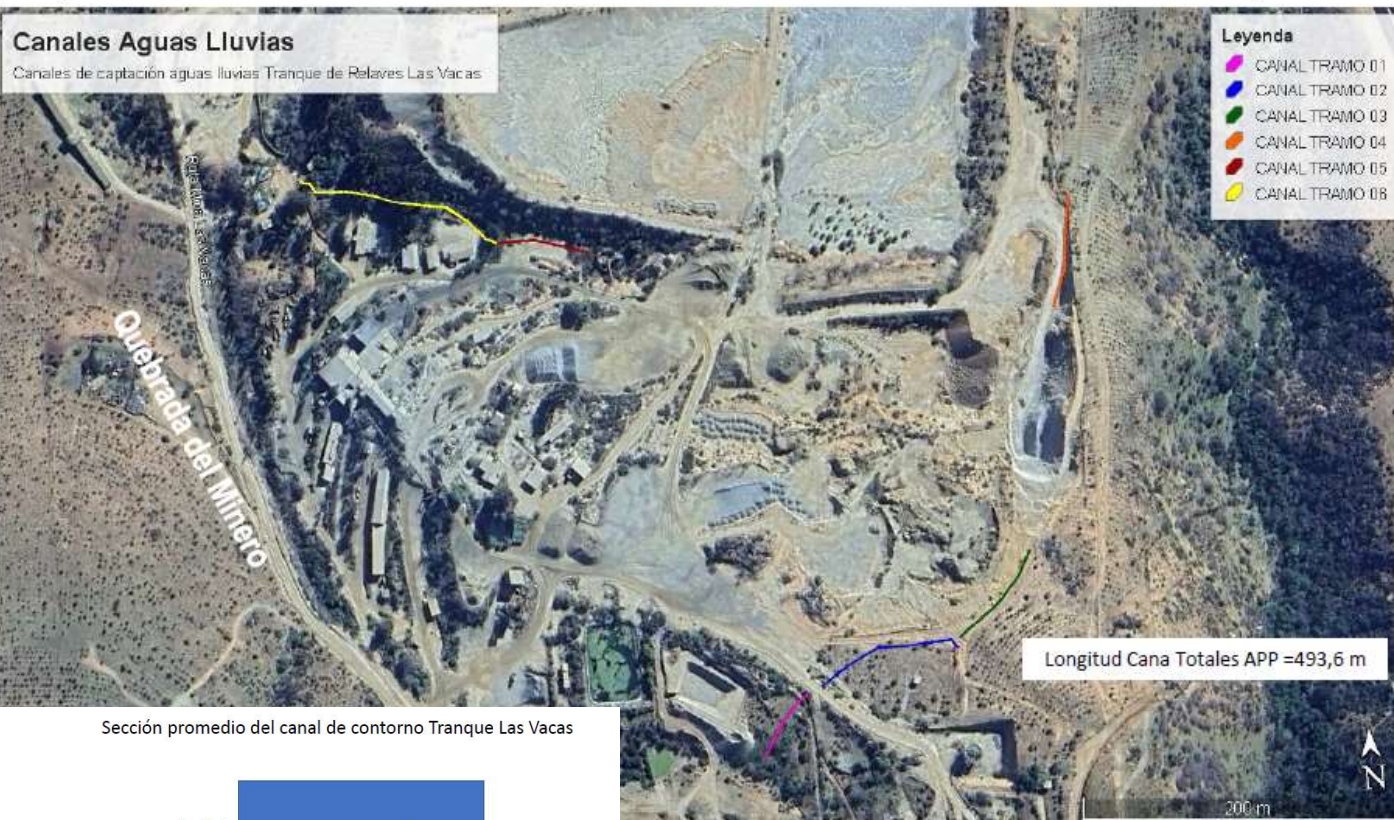 Canales Aguas Lluvias
Canales de captación aguas lluvias Tranque de Relaves Las Vacas
Leyenda
CANAL TRAMO 01
CANAL TRAMO 02
CANAL TRAMO 03
CANAL TRAMO 04
CANAL TRAMO 05
CANAL TRAMO 06
Quebrada del Minero
Longitud Cana Totales APP =493,6 m
Sección promedio del canal de contorno Tranque Las Vacas
N
200 m